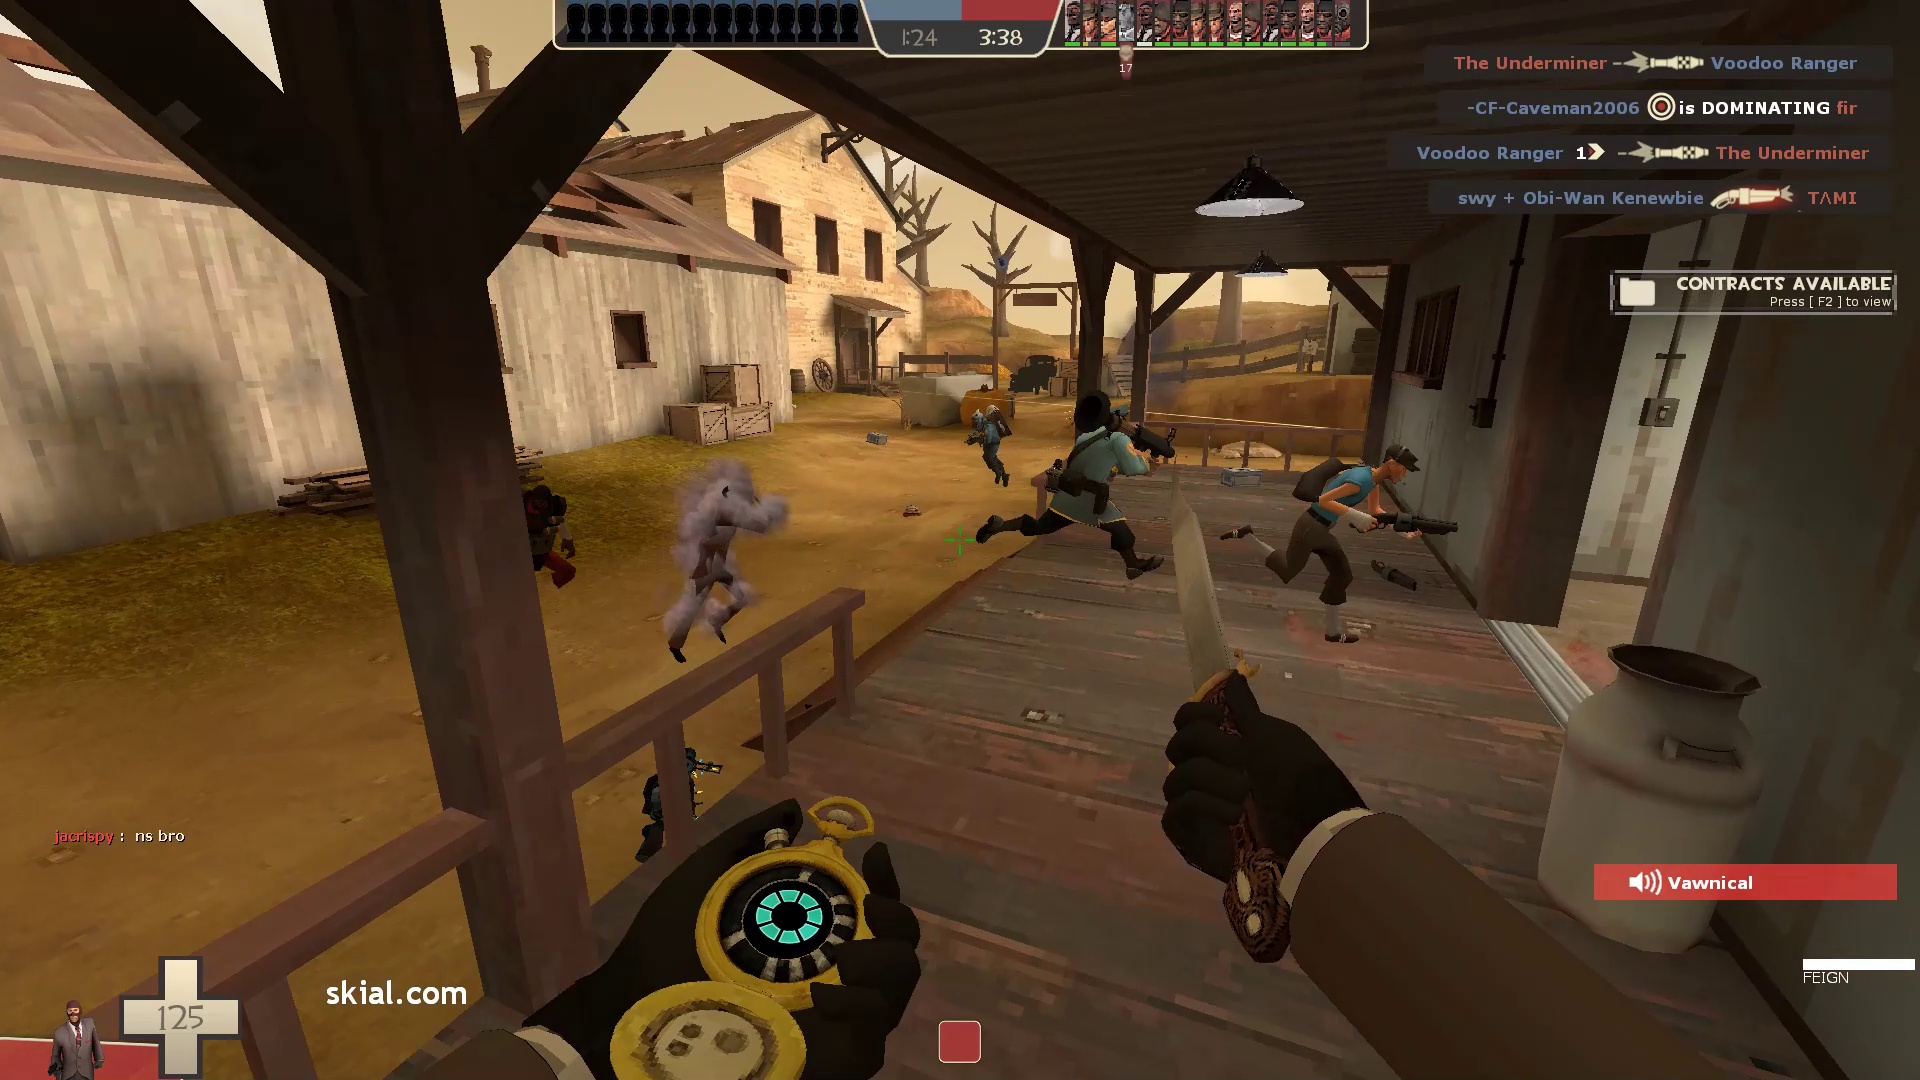 1:24 3:38
17
The Underminer Voodoo Ranger
-CF-Caveman2006 is DOMINATING fir
Voodoo Ranger 1 The Underminer
swy + Obi-Wan Kenewbie TΛMI
CONTRACTS AVAILABLE
Press [ F2 ] to view
jacrispy : ns bro
Vawnical
FEIGN
skial.com
125